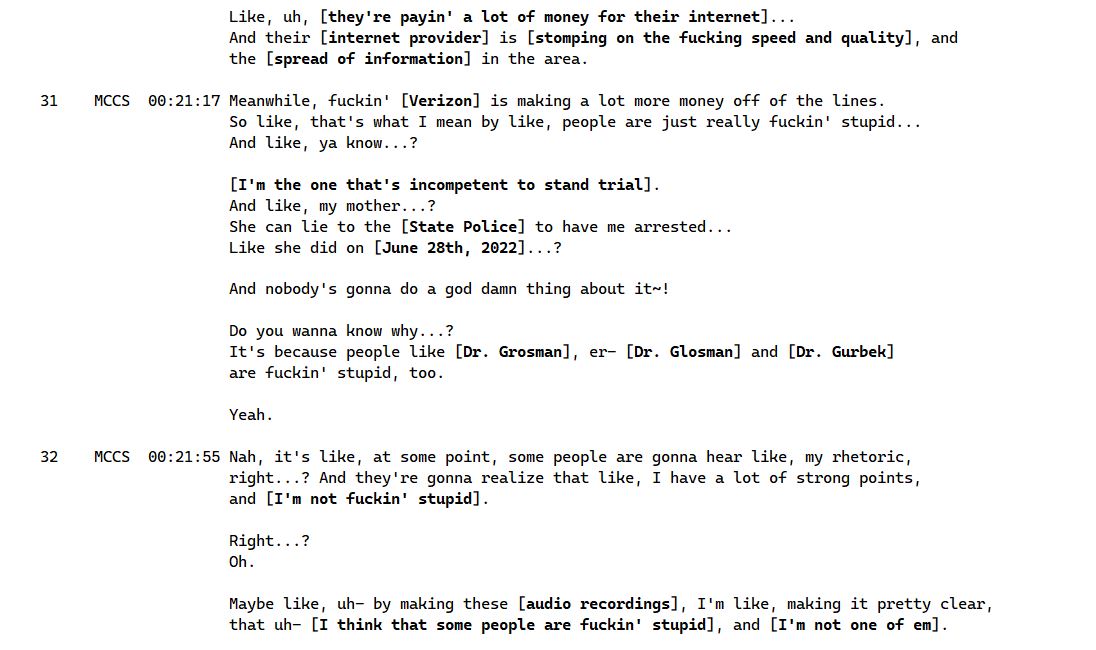 Like, uh, [they're payin' a lot of money for their internet]...
And their [internet provider] is [stomping on the fucking speed and quality], and
the [spread of information] in the area.
31 MCCS 00:21:17 Meanwhile, fuckin' [Verizon] is making a lot more money off of the lines.
So like, that's what I mean by like, people are just really fuckin' stupid...
And like, ya know...?
[I'm the one that's incompetent to stand trial].
And like, my mother...?
She can lie to the [State Police] to have me arrested...
Like she did on [June 28th, 2022]...?
And nobody's gonna do a god damn thing about it~!
Do you wanna know why...?
It's because people like [Dr. Grosman], er– [Dr. Glosman] and [Dr. Gurbek]
are fuckin' stupid, too.
Yeah.
32 MCCS 00:21:55 Nah, it's like, at some point, some people are gonna hear like, my rhetoric,
right...? And they're gonna realize that like, I have a lot of strong points,
and [I'm not fuckin' stupid].
Right...?
Oh.
Maybe like, uh– by making these [audio recordings], I'm like, making it pretty clear,
that uh– [I think that some people are fuckin' stupid], and [I'm not one of em].